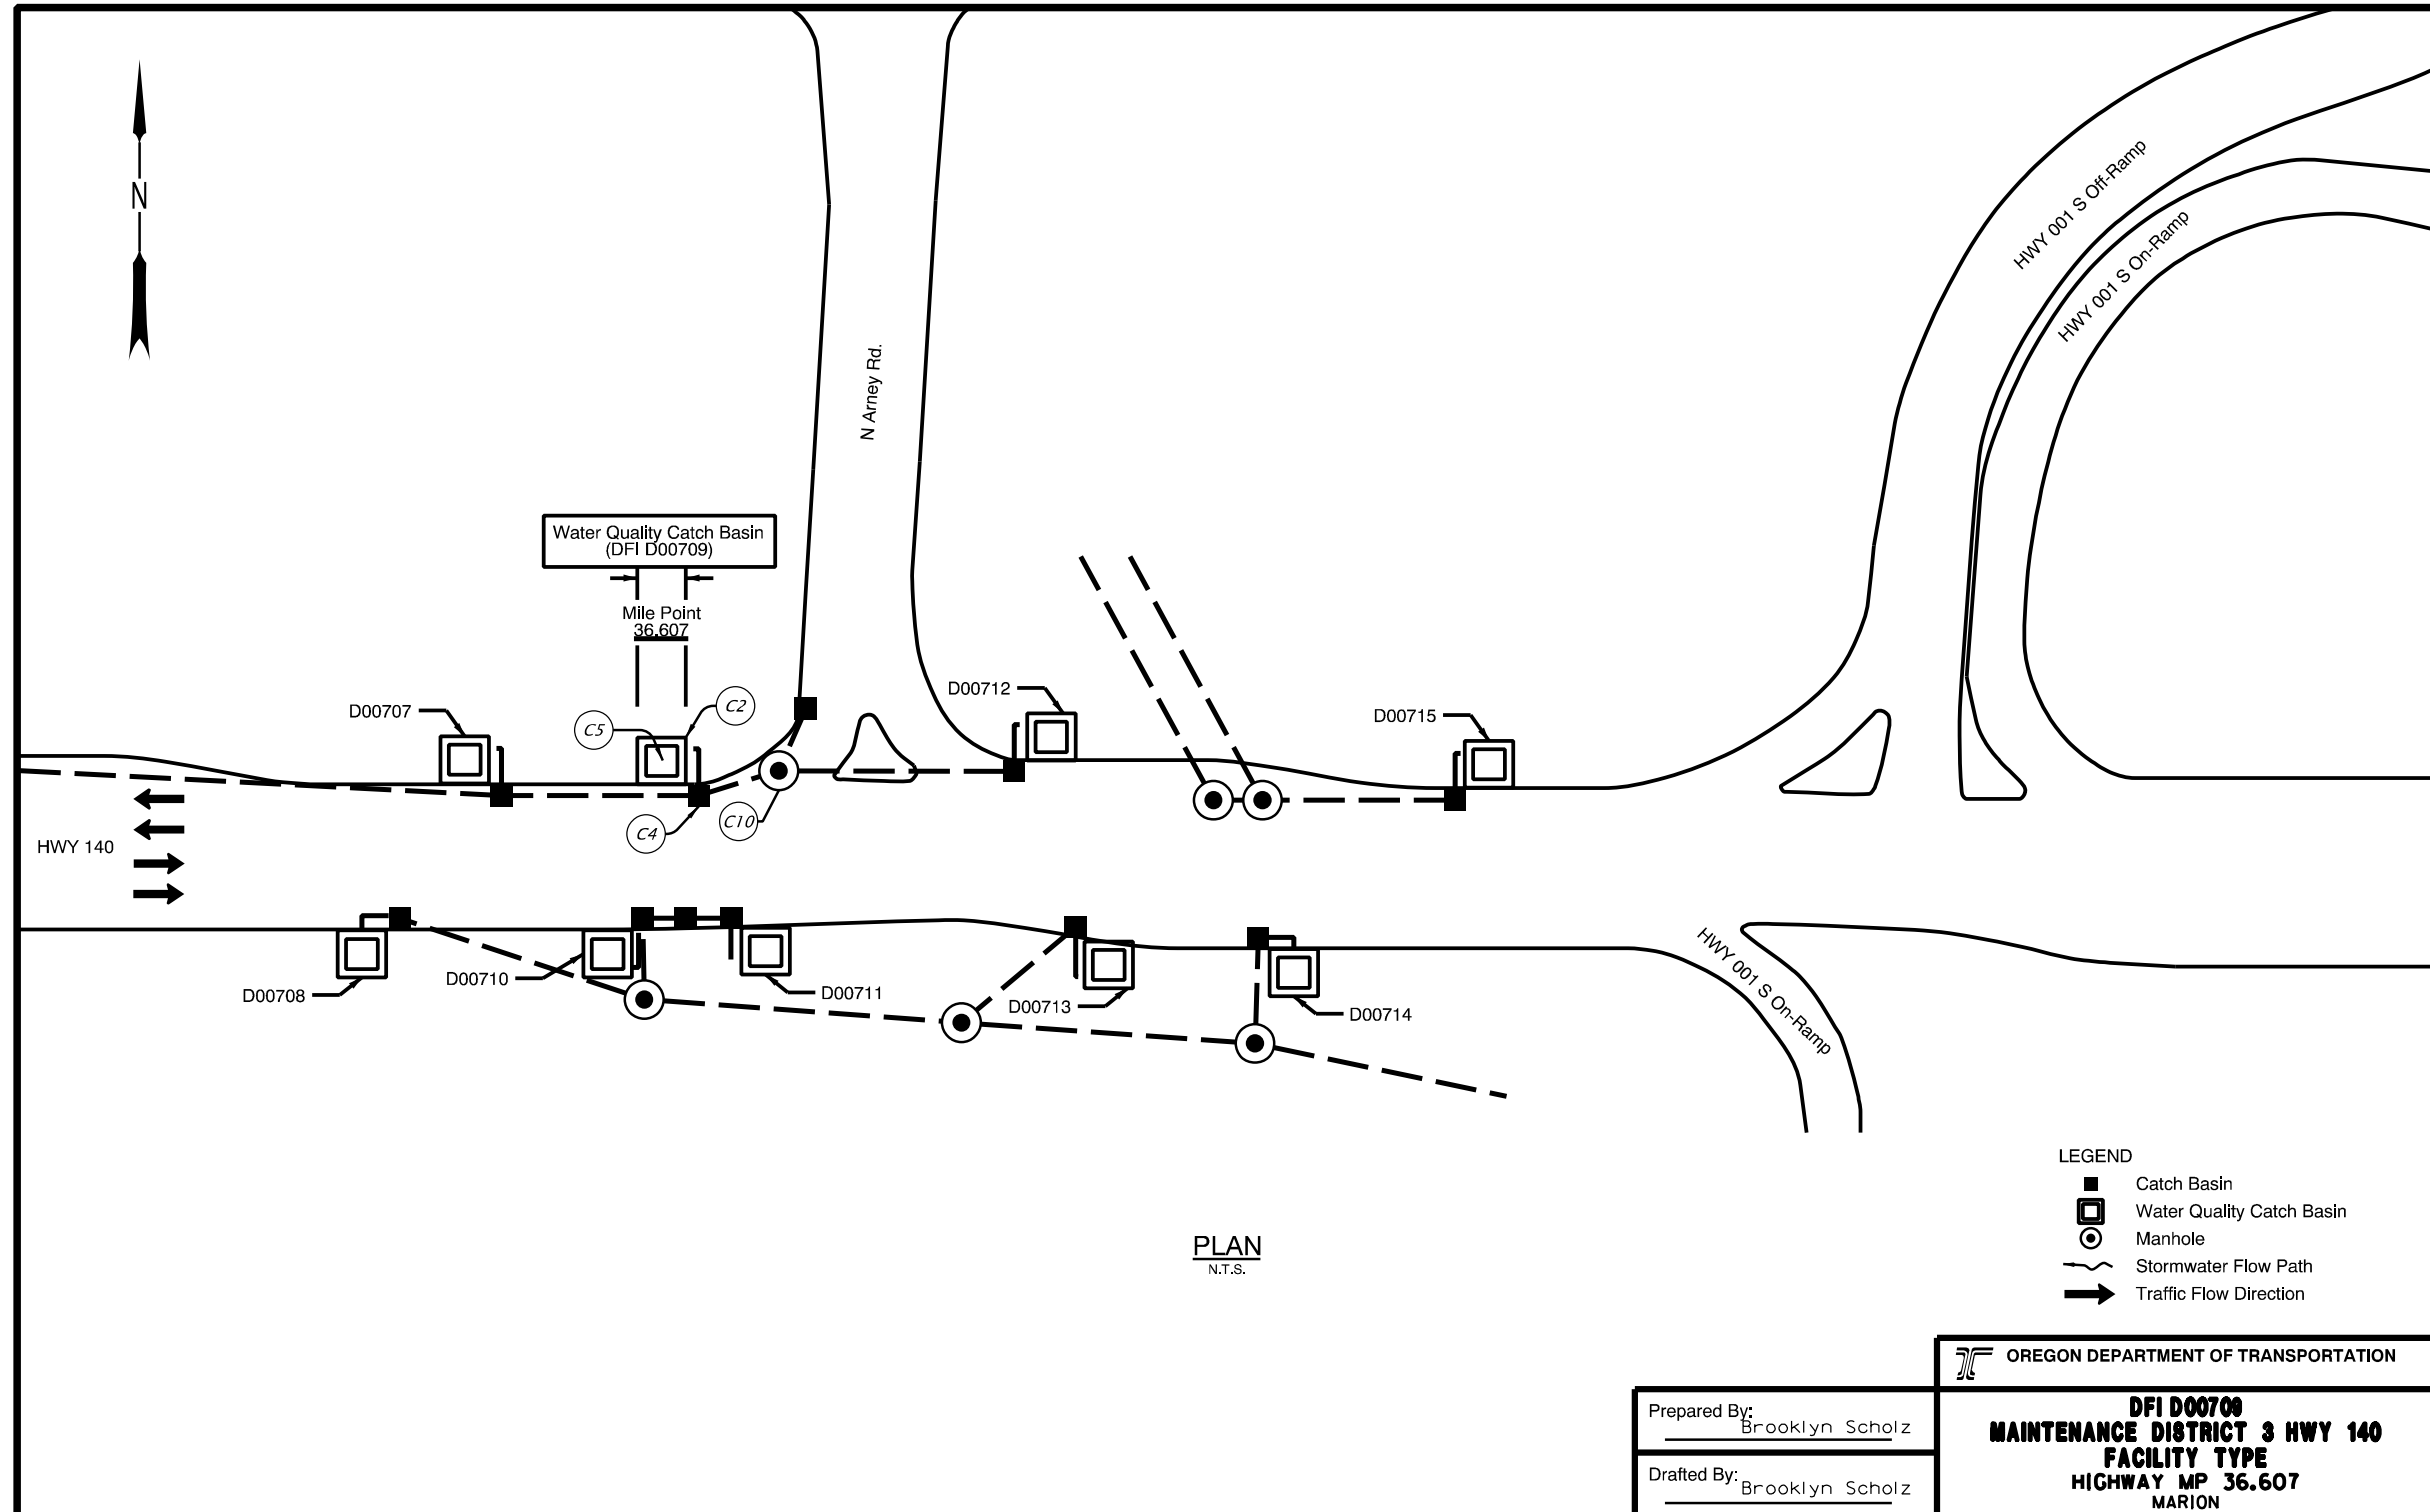 N
HWY 001 S Off-Ramp
HWY 001 S On-Ramp
N Arney Rd.
Water Quality Catch Basin
(DFI D00709)
Mile Point
36.607
D00707
C5
C2
D00712
D00715
C4
C10
HWY 140
D00708
D00710
D00711
D00713
D00714
HWY 001 S On-Ramp
LEGEND
Catch Basin
Water Quality Catch Basin
Manhole
Stormwater Flow Path
Traffic Flow Direction
PLAN
N.T.S.
OREGON DEPARTMENT OF TRANSPORTATION
Prepared By:
Brooklyn Scholz
Drafted By:
Brooklyn Scholz
DFI D00709
MAINTENANCE DISTRICT 3 HWY 140
FACILITY TYPE
HIGHWAY MP 36.607
MARION